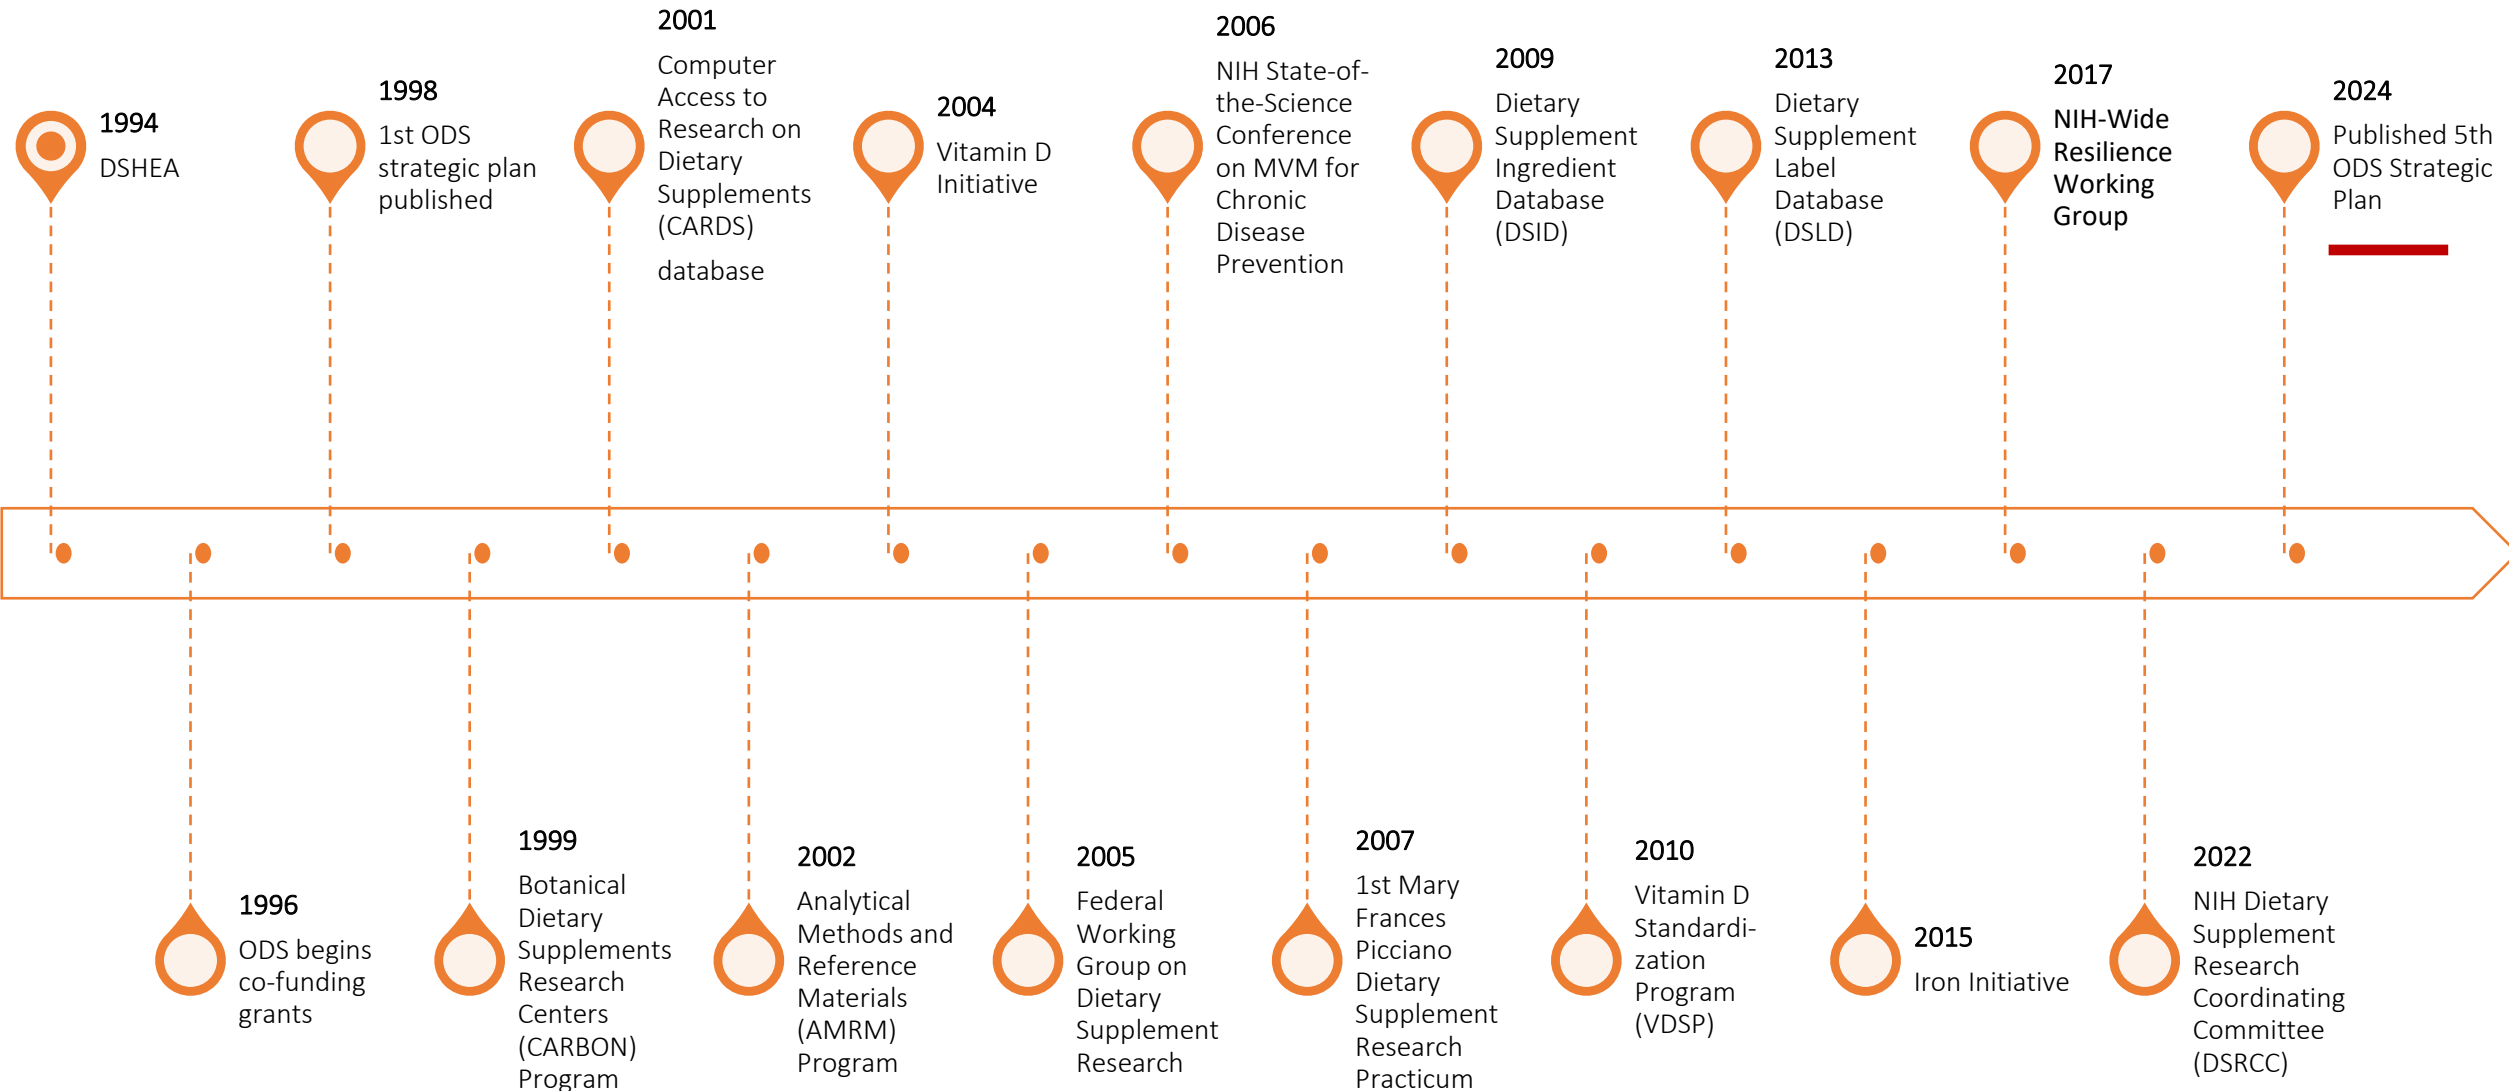 1994
DSHEA
1998
1st ODS
strategic plan
published
2001
Computer
Access to
Research on
Dietary
Supplements
(CARDS)
database
2004
Vitamin D
Initiative
2006
NIH State-of-
the-Science
Conference
on MVM for
Chronic
Disease
Prevention
2009
Dietary
Supplement
Ingredient
Database
(DSID)
2013
Dietary
Supplement
Label
Database
(DSLD)
2017
NIH-Wide
Resilience
Working
Group
2024
Published 5th
ODS Strategic
Plan
1996
ODS begins
co-funding
grants
1999
Botanical
Dietary
Supplements
Research
Centers
(CARBON)
Program
2002
Analytical
Methods and
Reference
Materials
(AMRM)
Program
2005
Federal
Working
Group on
Dietary
Supplement
Research
2007
1st Mary
Frances
Picciano
Dietary
Supplement
Research
Practicum
2010
Vitamin D
Standardi-
zation
Program
(VDSP)
2015
Iron Initiative
2022
NIH Dietary
Supplement
Research
Coordinating
Committee
(DSRCC)